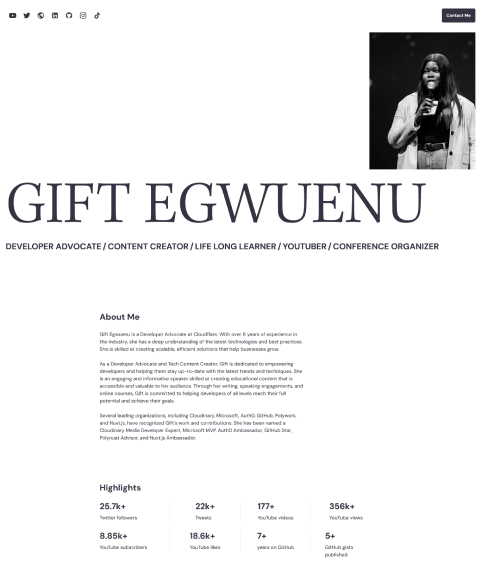 Contact Me
GIFT EGWUENU
DEVELOPER ADVOCATE / CONTENT CREATOR / LIFE LONG LEARNER / YOUTUBER / CONFERENCE ORGANIZER
About Me
Gift Egwuenu is a Developer Advocate at Cloudflare. With over 6 years of experience in
the industry, she has a deep understanding of the latest technologies and best practices.
She is skilled at creating scalable, efficient solutions that help businesses grow.
As a Developer Advocate and Tech Content Creator, Gift is dedicated to empowering
developers and helping them stay up-to-date with the latest trends and techniques. She
is an engaging and informative speaker skilled at creating educational content that is
accessible and valuable to her audience. Through her writing, speaking engagements, and
online courses, Gift is committed to helping developers of all levels reach their full
potential and achieve their goals.
Several leading organizations, including Cloudinary, Microsoft, Auth0, GitHub, Polywork,
and Nuxt.js, have recognized Gift's work and contributions. She has been named a
Cloudinary Media Developer Expert, Microsoft MVP, Auth0 Ambassador, GitHub Star,
Polynaut Advisor, and Nuxt.js Ambassador.
Highlights
25.7k+ 22k+ 177+ 356k+
Twitter followers Tweets YouTube videos YouTube views
8.85k+ 18.6k+ 7+ 5+
YouTube subscribers YouTube likes years on GitHub GitHub gists
published